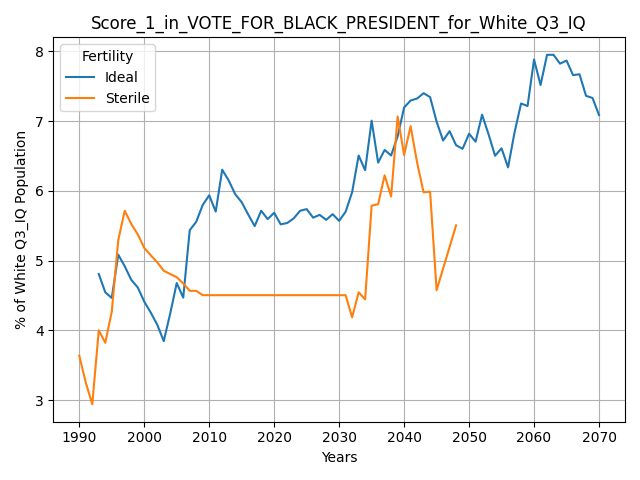 Score_1_in_VOTE_FOR_BLACK_PRESIDENT_for_White_Q3_IQ
Fertility
Ideal
Sterile
% of White Q3_IQ Population
8
7
6
5
4
3
1990 2000 2010 2020 2030 2040 2050 2060 2070
Years